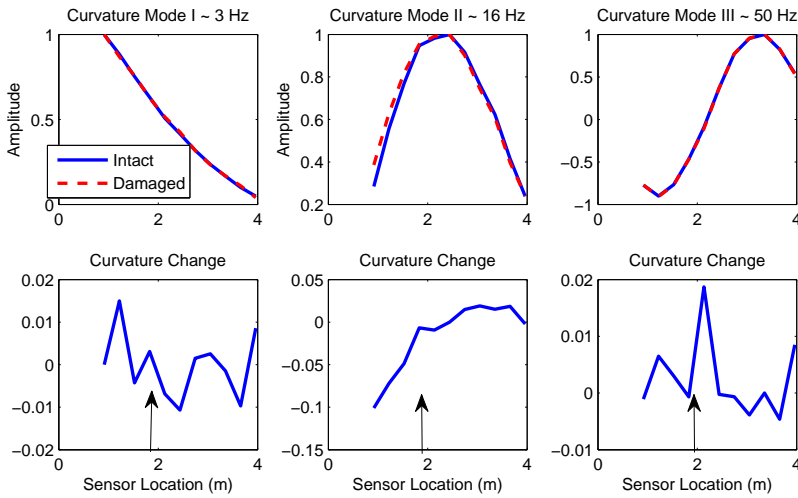 Curvature Mode I ~ 3 Hz
Curvature Mode II ~ 16 Hz
Curvature Mode III ~ 50 Hz
Amplitude
1
0.5
0
0 2 4
Intact
Damaged
Amplitude
1
0.8
0.6
0.4
0.2
0 2 4
Amplitude
1
0.5
0
−0.5
−1
0 2 4
Curvature Change
0.02
0.01
0
−0.01
−0.02
0 2 4
Sensor Location (m)
Curvature Change
0.05
0
−0.05
−0.1
−0.15
0 2 4
Sensor Location (m)
Curvature Change
0.02
0.01
0
−0.01
0 2 4
Sensor Location (m)